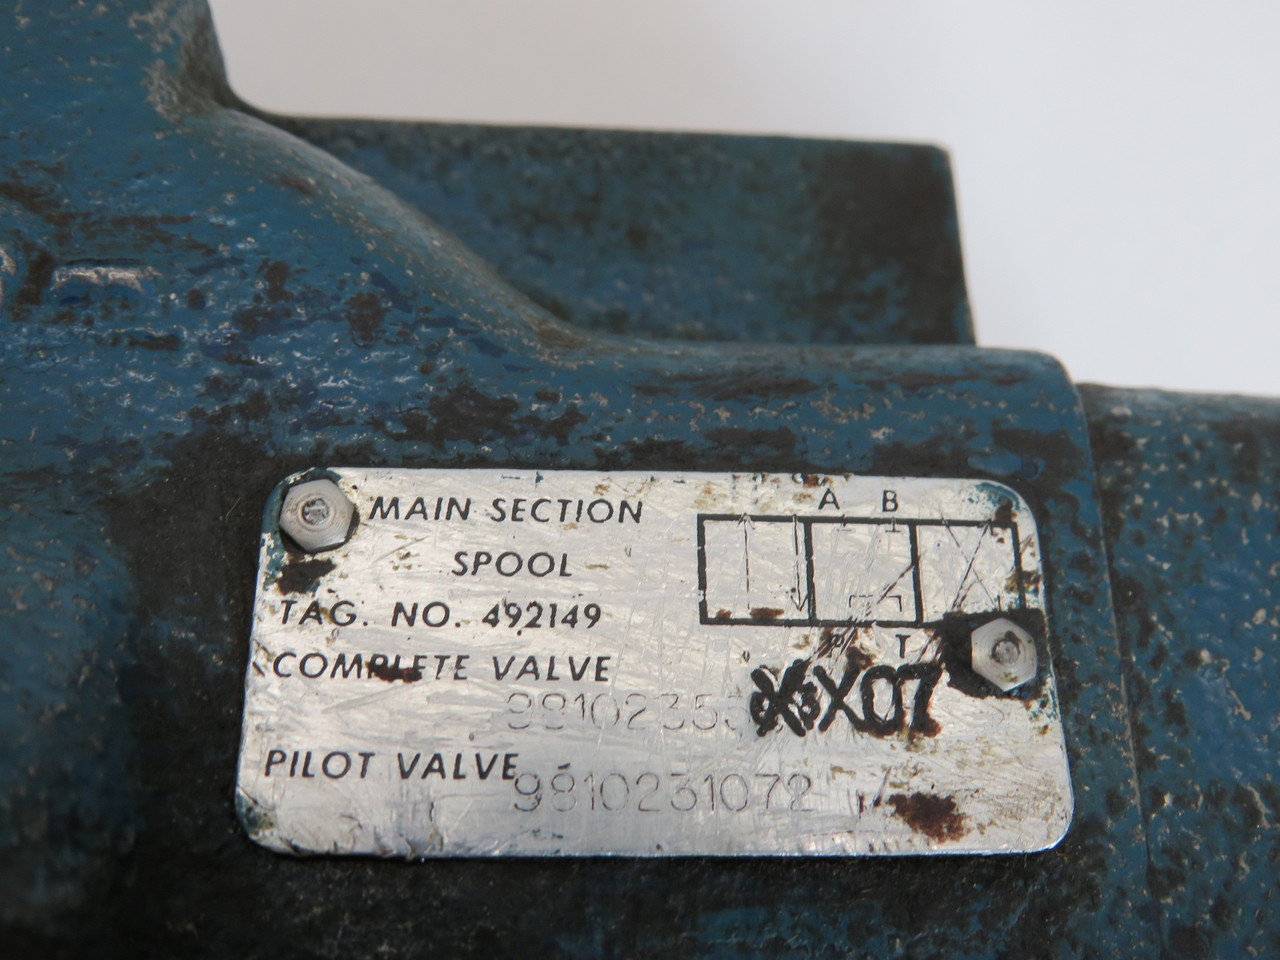 MAIN SECTION
SPOOL
TAG. NO. 492149
A B
P T
COMPLETE VALVE
X07
PILOT VALVE
9810231072